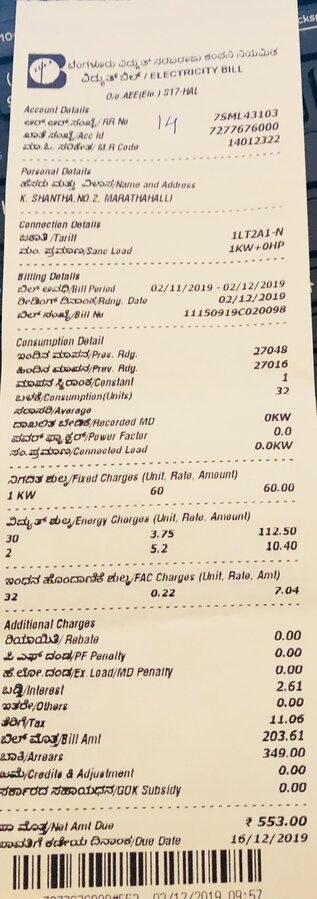 ಬೆಂಗಳೂರು ವಿದ್ಯುತ್ ಸರಬರಾಜು ಕಂಪನಿ ನಿಯಮಿತ
ವಿದ್ಯುತ್ ಬಿಲ್ / ELECTRICITY BILL
O/o.AEE(Ele.) S17-HAL
Account Details
ಆರ್.ಆರ್.ಸಂಖ್ಯೆ/ RR No 14 7SML43103
ಖಾತೆ ಸಂಖ್ಯೆ/Acc Id 7277676000
ಮಾ.ಓ. ಸಂಕೇತ/ M.R Code 14012322
Personal Details
ಹೆಸರು ಮತ್ತು ವಿಳಾಸ/Name and Address
K. SHANTHA,NO.2, MARATHAHALLI
Connection Details
ಜಕಾತಿ /Tariff 1LT2A1-N
ಮಂ. ಪ್ರಮಾಣ/Sanc Load 1KW+0HP
Billing Details
ಬಿಲ್ ಅವಧಿ/Bill Period 02/11/2019 - 02/12/2019
ರೀಡಿಂಗ್ ದಿನಾಂಕ/Rdng. Date 02/12/2019
ಬಿಲ್ ಸಂಖ್ಯೆ/Bill No 11150919C020098
Consumption Detail
ಇಂದಿನ ಮಾಪನ/Pres. Rdg. 27048
ಹಿಂದಿನ ಮಾಪನ/Prev. Rdg. 27016
ಮಾಪನ ಸ್ಥಿರಾಂಕ/Constant 1
ಬಳಕೆ/Consumption(Units) 32
ಸರಾಸರಿ/Average
ದಾಖಲಿತ ಬೇಡಿಕೆ/Recorded MD 0KW
ಪವರ್ ಫ್ಯಾಕ್ಟರ್/Power Factor 0.0
ಸಂ.ಪ್ರಮಾಣ/Connected Load 0.0KW
ನಿಗದಿತ ಶುಲ್ಕ/Fixed Charges (Unit, Rate, Amount)
1 KW 60 60.00
ವಿದ್ಯುತ್ ಶುಲ್ಕ/Energy Charges (Unit, Rate, Amount)
30 3.75 112.50
2 5.2 10.40
ಇಂಧನ ಹೊಂದಾಣಿಕೆ ಶುಲ್ಕ/FAC Charges (Unit, Rate, Amt)
32 0.22 7.04
Additional Charges
ರಿಯಾಯಿತಿ/ Rebate 0.00
ಪಿ.ಎಫ್ ದಂಡ/PF Penalty 0.00
ಹೆ.ಲೋ.ದಂಡ/Ex.Load/MD Penalty 0.00
ಬಡ್ಡಿ/Interest 2.61
ಇತರೇ/Others 0.00
ತೆರಿಗೆ/Tax 11.06
ಬಿಲ್ ಮೊತ್ತ/Bill Amt 203.61
ಬಾಕಿ/Arrears 349.00
ಜಮೆ/Credits & Adjustment 0.00
ಸರ್ಕಾರದ ಸಹಾಯಧನ/GOK Subsidy 0.00
ಪಾ ಮೊತ್ತ/Net Amt Due ₹ 553.00
ಪಾವತಿಗೆ ಕಡೇಯ ದಿನಾಂಕ/Due Date 16/12/2019
02/12/2019 09:57